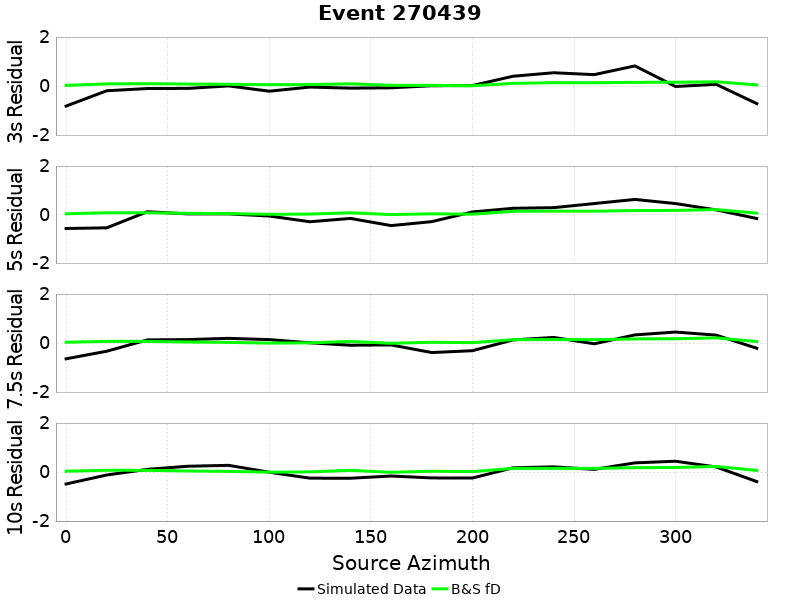 Event 270439
3s Residual
2
0
-2
5s Residual
2
0
-2
7.5s Residual
2
0
-2
10s Residual
2
0
-2
0 50 100 150 200 250 300
Source Azimuth
Simulated Data B&S fD